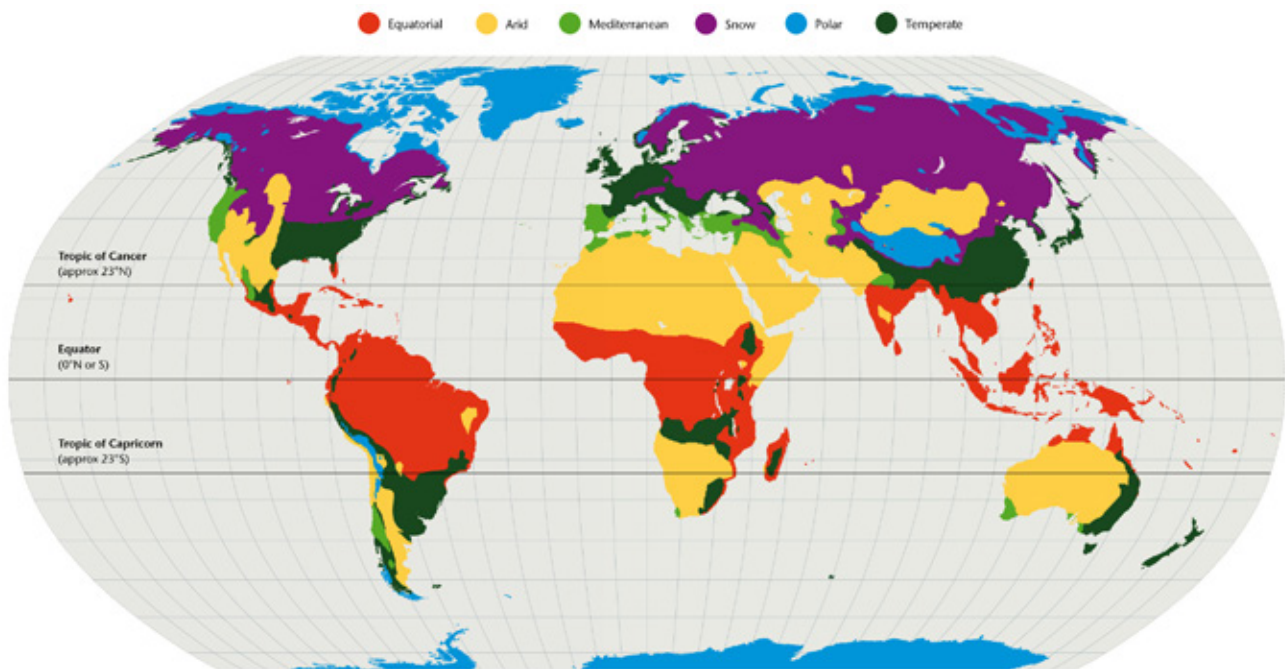 Equatorial
Arid
Mediterranean
Snow
Polar
Temperate
Tropic of Cancer
(approx 23°N)
Equator
(0°N or S)
Tropic of Capricorn
(approx 23°S)